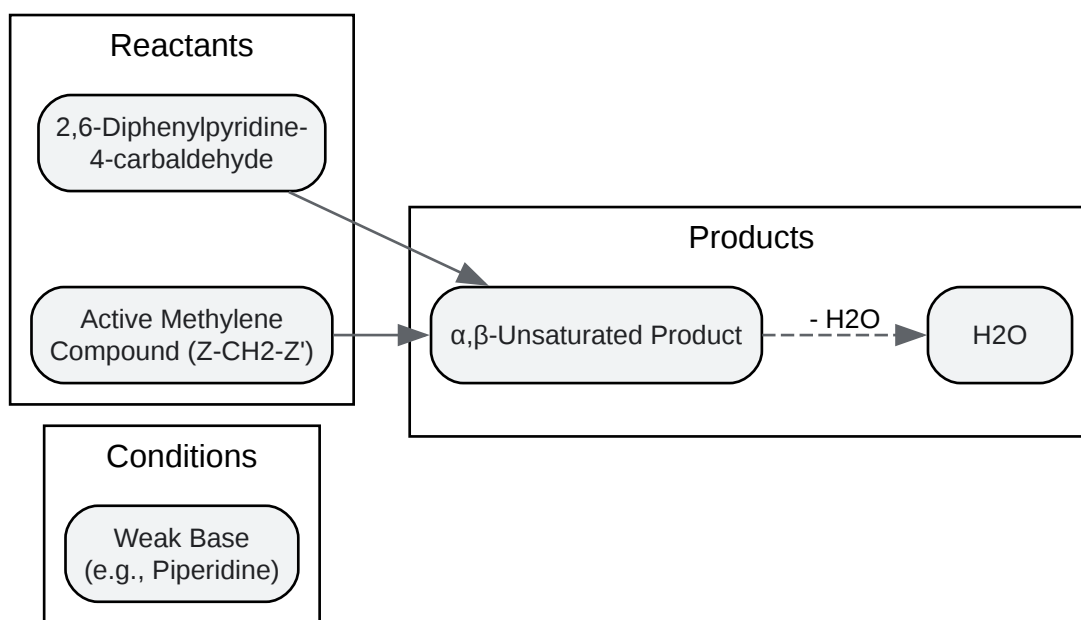 Reactants
2,6-Diphenylpyridine-
4-carbaldehyde
Active Methylene
Compound (Z-CH2-Z')
Products
α,β-Unsaturated Product
- H2O
H2O
Conditions
Weak Base
(e.g., Piperidine)